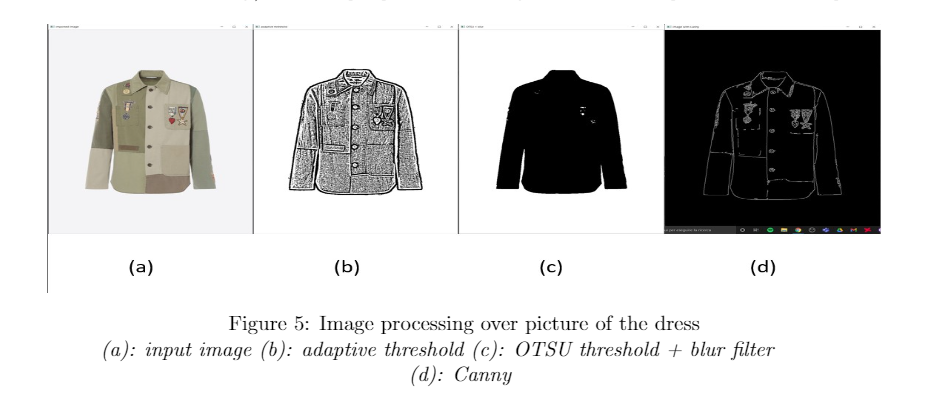 (a) (b) (c) (d)
Figure 5: Image processing over picture of the dress
(a): input image (b): adaptive threshold (c): OTSU threshold + blur filter
(d): Canny